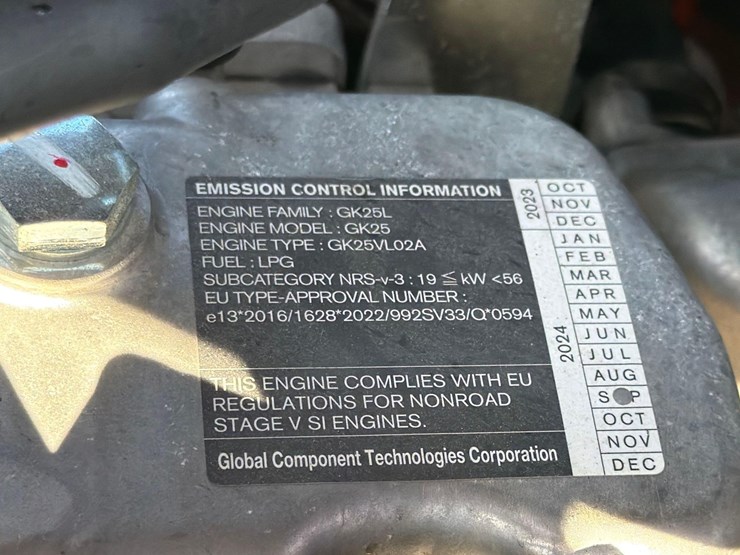 EMISSION CONTROL INFORMATION
ENGINE FAMILY : GK25L
ENGINE MODEL : GK25
ENGINE TYPE : GK25VL02A
FUEL : LPG
SUBCATEGORY NRS-v-3 : 19 ≦ kW <56
EU TYPE-APPROVAL NUMBER :
e13*2016/1628*2022/992SV33/Q*0594
THIS ENGINE COMPLIES WITH EU
REGULATIONS FOR NONROAD
STAGE V SI ENGINES.
Global Component Technologies Corporation
2023
OCT
NOV
DEC
2024
JAN
FEB
MAR
APR
MAY
JUN
JUL
AUG
OCT
NOV
DEC